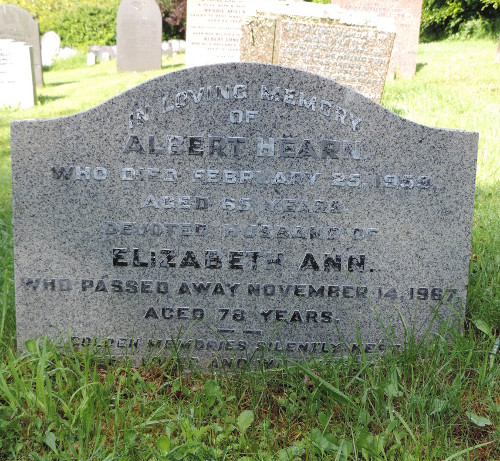 IN LOVING MEMORY
OF
ALBERT HEARN
WHO DIED FEBRUARY 25, 1959,
AGED 65 YEARS
DEVOTED HUSBAND OF
ELIZABETH ANN.
WHO PASSED AWAY NOVEMBER 14, 1967.
AGED 78 YEARS.
GOLDEN MEMORIES SILENTLY KEPT